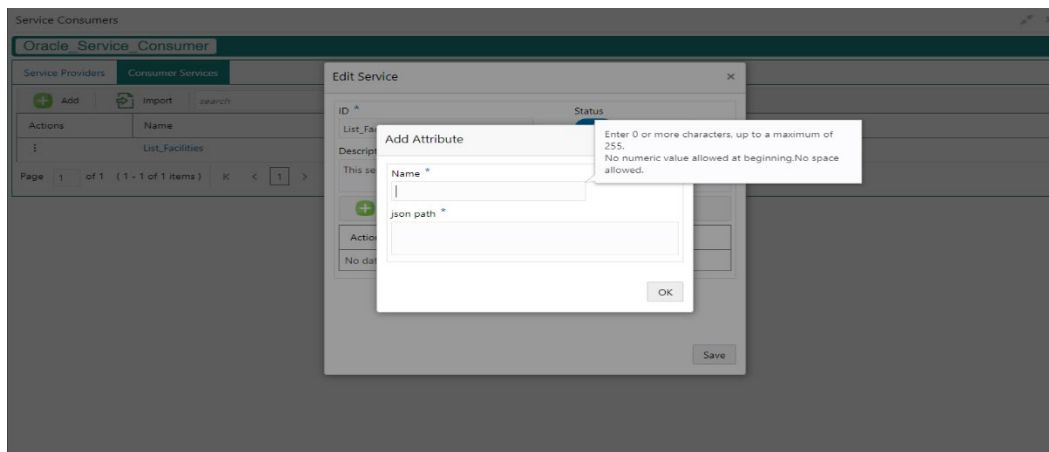 Service Consumers
Oracle_Service_Consumer
Service Providers Consumer Services
Add Import search
Actions Name
List_Facilities
Page 1 of 1 (1 - 1 of 1 items) K < 1 >
Edit Service ×
ID * Status
List_Fa
Descript
This se
Action
No dat
Add Attribute
Enter 0 or more characters, up to a maximum of
255.
No numeric value allowed at beginning.No space
allowed.
Name *
json path *
OK
Save